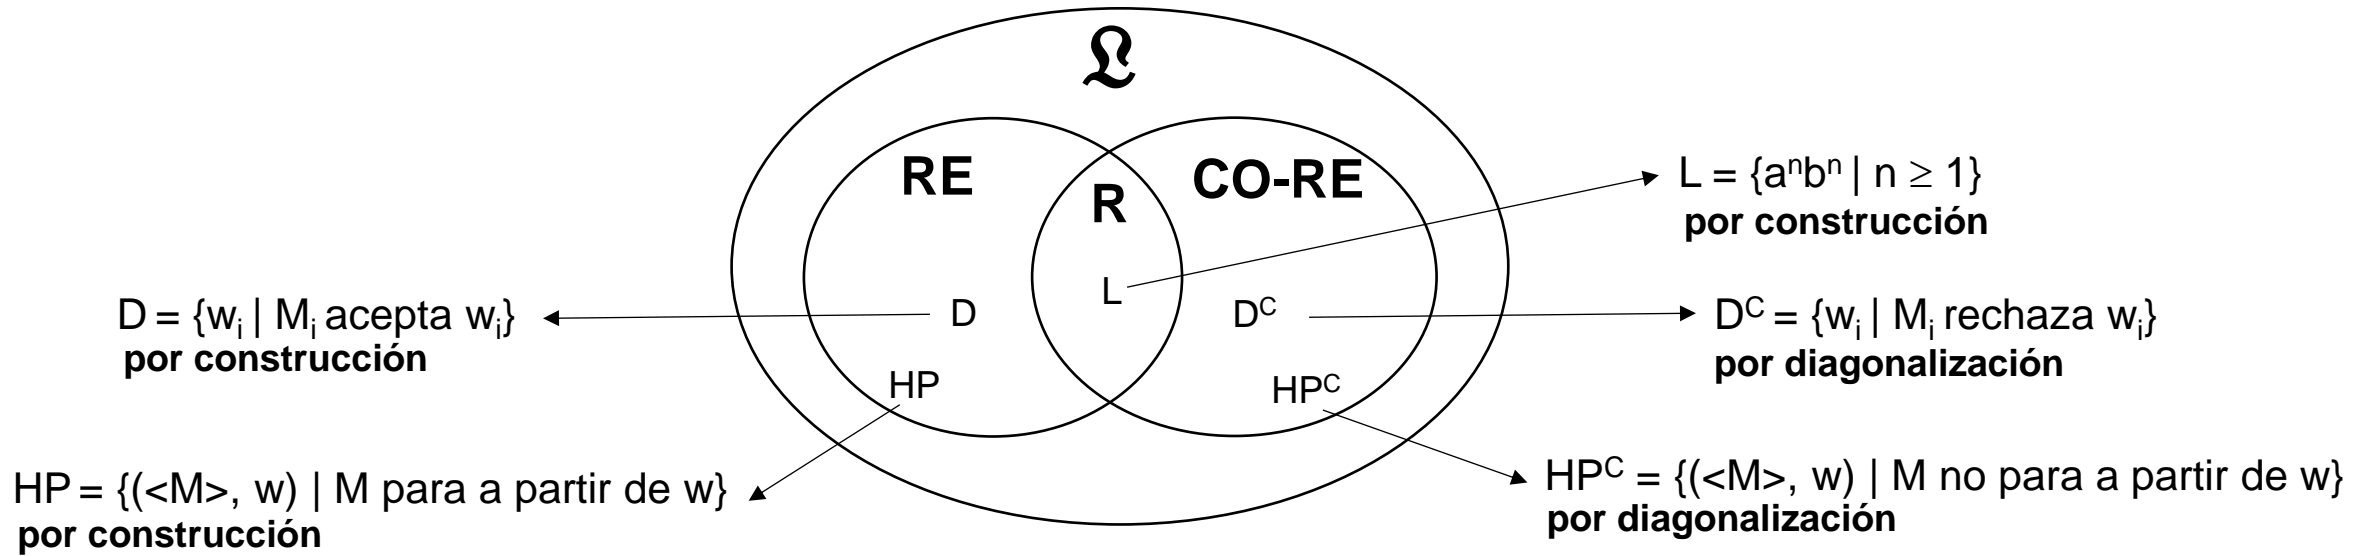 𝔏
RE
CO-RE
R
L = {aⁿbⁿ | n ≥ 1}
por construcción
L
D = {wᵢ | Mᵢ acepta wᵢ}
por construcción
D
Dᶜ
Dᶜ = {wᵢ | Mᵢ rechaza wᵢ}
por diagonalización
HP
HPᶜ
HP = {(<M>, w) | M para a partir de w}
por construcción
HPᶜ = {(<M>, w) | M no para a partir de w}
por diagonalización